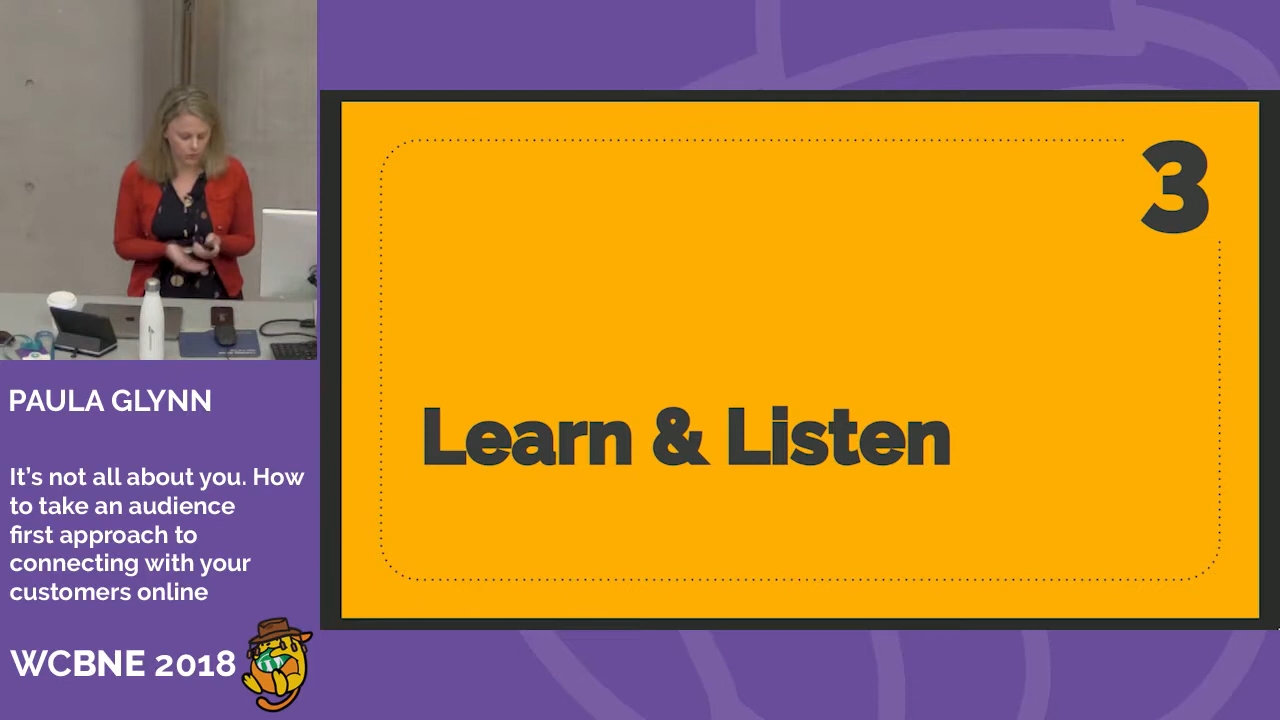 3
Learn & Listen
PAULA GLYNN
It's not all about you. How
to take an audience
first approach to
connecting with your
customers online
WCBNE 2018